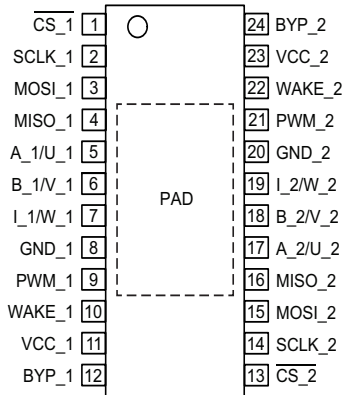 C̅S̅_1 1 24 BYP_2
SCLK_1 2 23 VCC_2
MOSI_1 3 22 WAKE_2
MISO_1 4 21 PWM_2
A_1/U_1 5 20 GND_2
B_1/V_1 6 19 I_2/W_2
I_1/W_1 7 18 B_2/V_2
PAD
GND_1 8 17 A_2/U_2
PWM_1 9 16 MISO_2
WAKE_1 10 15 MOSI_2
VCC_1 11 14 SCLK_2
BYP_1 12 13 C̅S̅_2